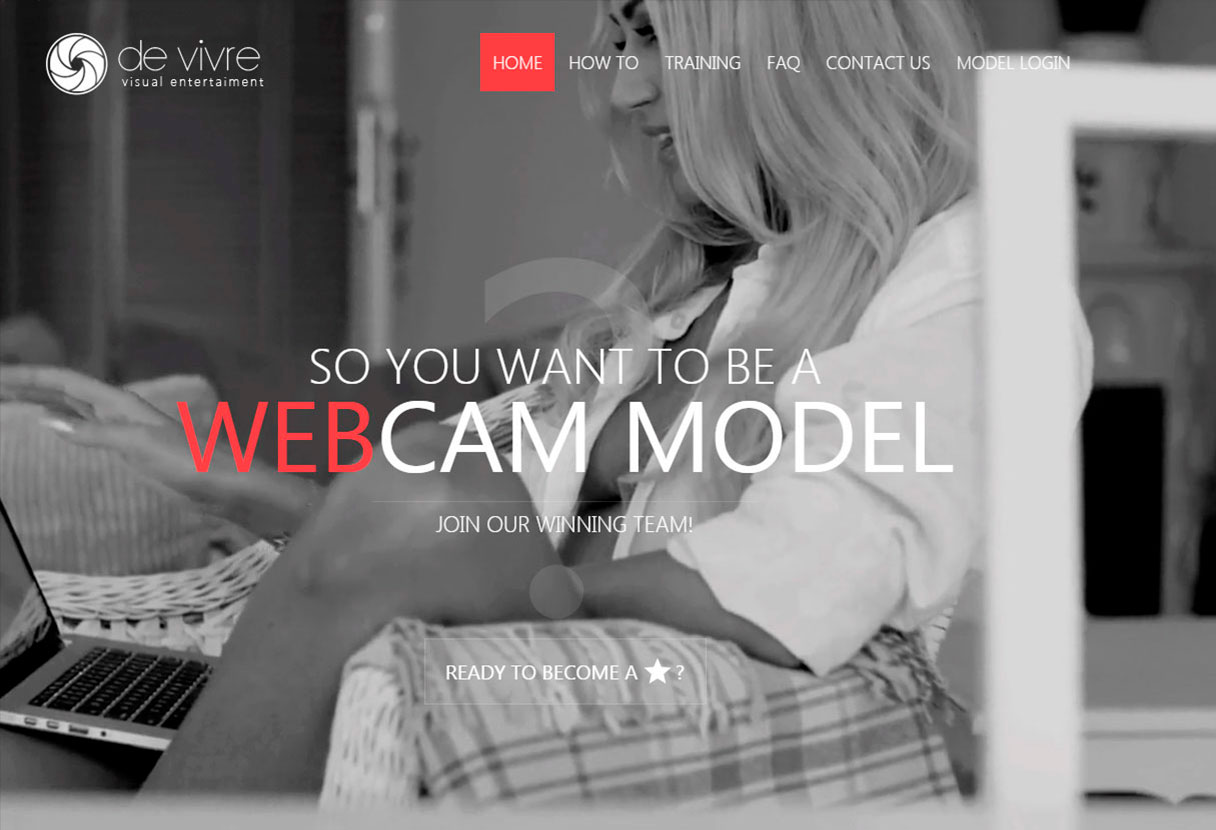 de vivre
visual entertaiment
HOME HOW TO TRAINING FAQ CONTACT US MODEL LOGIN
SO YOU WANT TO BE A
WEBCAM MODEL
JOIN OUR WINNING TEAM!
READY TO BECOME A ★ ?